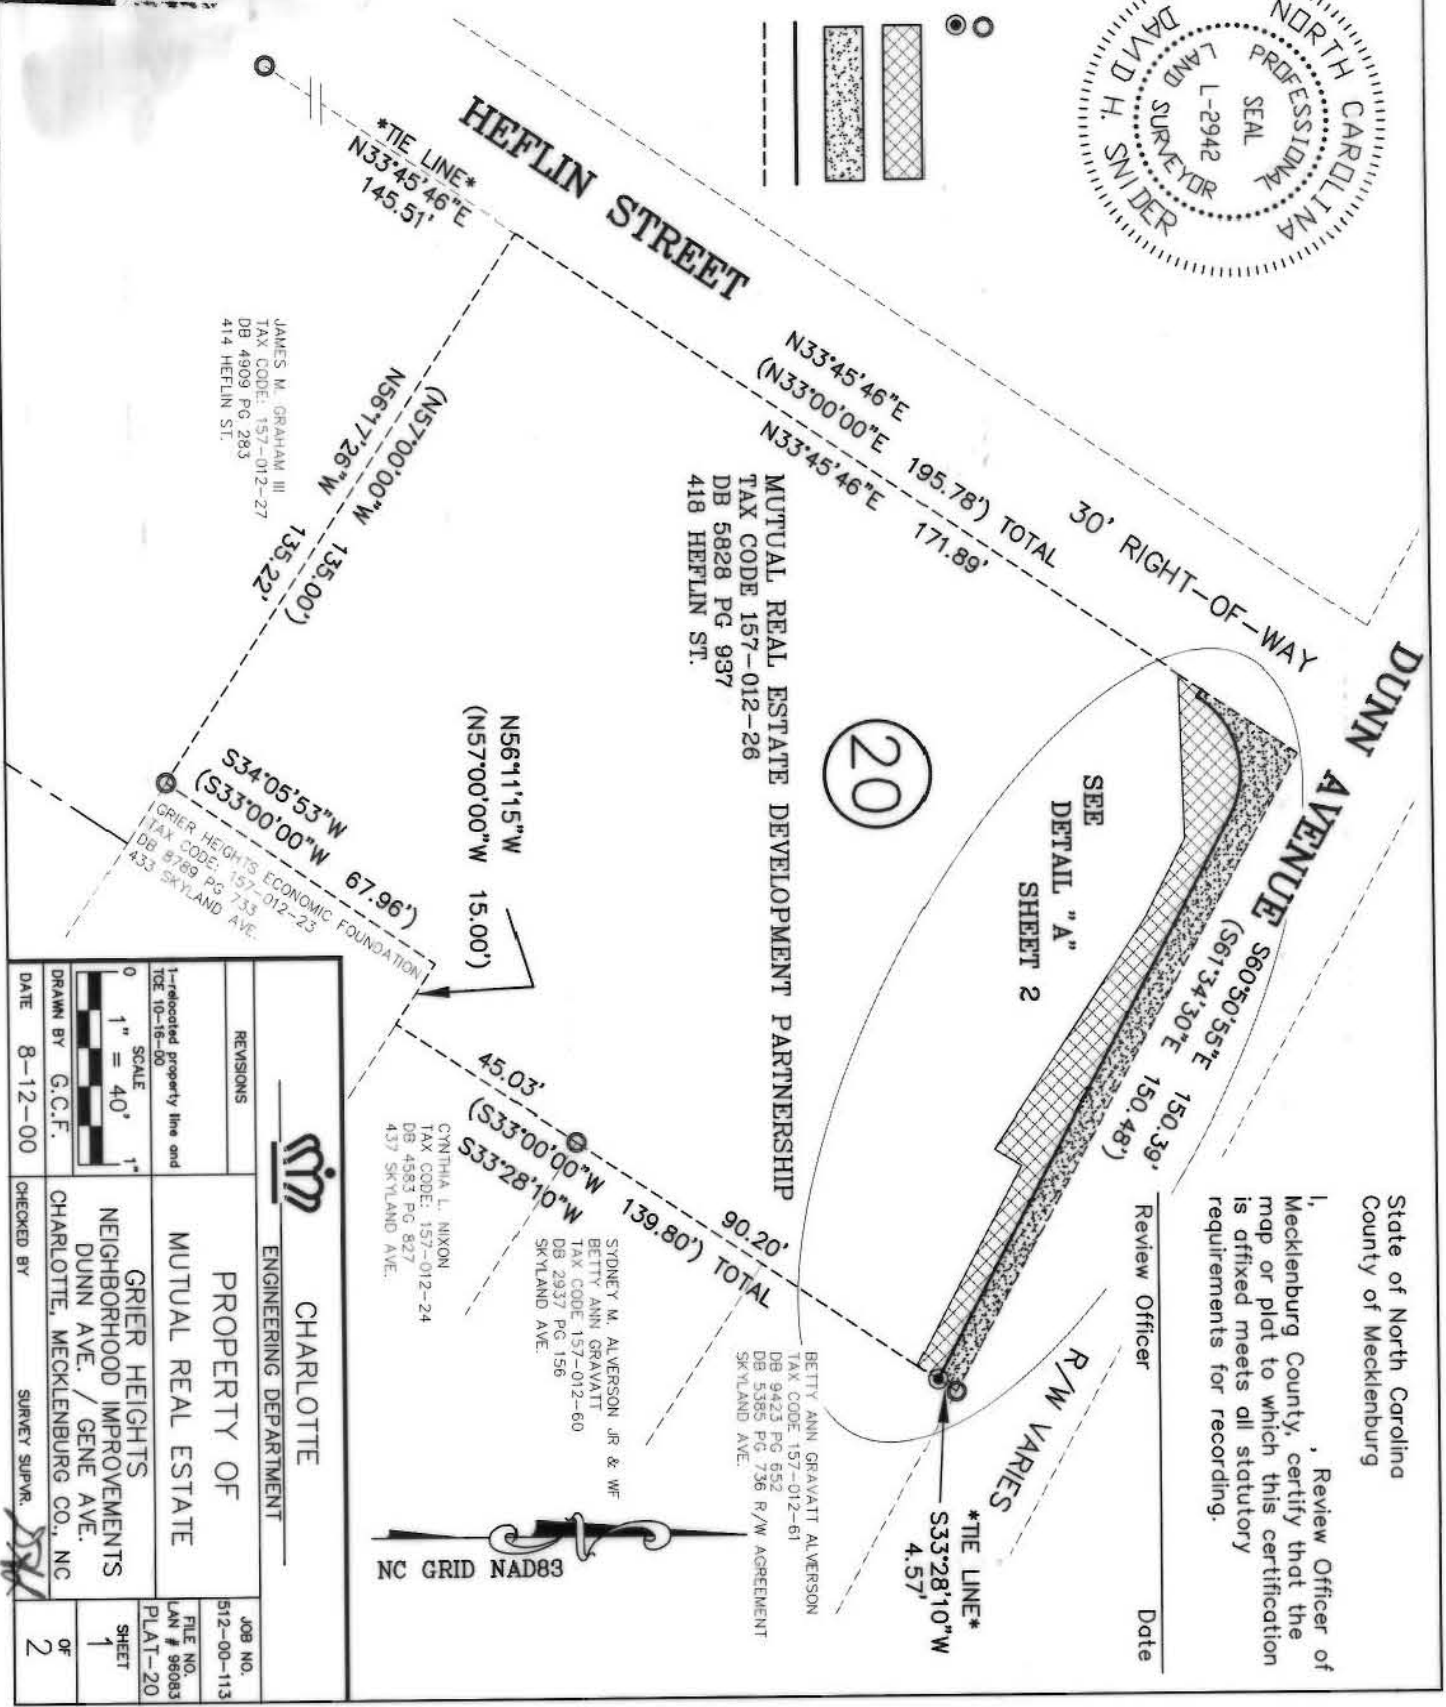 NORTH CAROLINA
PROFESSIONAL
SEAL
L-2942
LAND SURVEYOR
DAVID H. SNIDER
State of North Carolina
County of Mecklenburg
I, , Review Officer of
Mecklenburg County, certify that the
map or plat to which this certification
is affixed meets all statutory
requirements for recording.
Review Officer Date
HEFLIN STREET
30' RIGHT-OF-WAY
DUNN AVENUE
R/W VARIES
*TIE LINE*
N33°45'46"E
145.51'
N33°45'46"E
(N33°00'00"E 195.78') TOTAL
N33°45'46"E 171.89'
S60°50'55"E 150.39'
(S61°34'30"E 150.48')
SEE
DETAIL "A"
SHEET 2
20
MUTUAL REAL ESTATE DEVELOPMENT PARTNERSHIP
TAX CODE 157-012-26
DB 5828 PG 937
418 HEFLIN ST.
*TIE LINE*
S33°28'10"W
4.57'
(N57°00'00"W 135.00')
N56°17'26"W 135.22'
JAMES M. GRAHAM III
TAX CODE: 157-012-27
DB 4909 PG 283
414 HEFLIN ST.
N56°11'15"W
(N57°00'00"W 15.00')
S34°05'53"W
(S33°00'00"W 67.96')
GRIER HEIGHTS ECONOMIC FOUNDATION
TAX CODE: 157-012-23
DB 8789 PG 733
433 SKYLAND AVE.
45.03'
90.20'
(S33°00'00"W 139.80') TOTAL
S33°28'10"W
CYNTHIA L. NIXON
TAX CODE: 157-012-24
DB 4583 PG 827
437 SKYLAND AVE.
SYDNEY M. ALVERSON JR & WF
BETTY ANN GRAVATT
TAX CODE 157-012-60
DB 2937 PG 156
SKYLAND AVE.
BETTY ANN GRAVATT ALVERSON
TAX CODE 157-012-61
DB 9423 PG 652
DB 5385 PG 736 R/W AGREEMENT
SKYLAND AVE.
NC GRID NAD83
CHARLOTTE
ENGINEERING DEPARTMENT
REVISIONS
1-relocated property line and
TCE 10-16-00
SCALE
0 1"
1" = 40'
DRAWN BY G.C.F.
DATE 8-12-00
PROPERTY OF
MUTUAL REAL ESTATE
GRIER HEIGHTS
NEIGHBORHOOD IMPROVEMENTS
DUNN AVE. / GENE AVE.
CHARLOTTE, MECKLENBURG CO., NC
CHECKED BY
SURVEY SUPVR.
JOB NO.
512-00-113
FILE NO.
LAN # 96083
PLAT-20
SHEET
1
OF
2